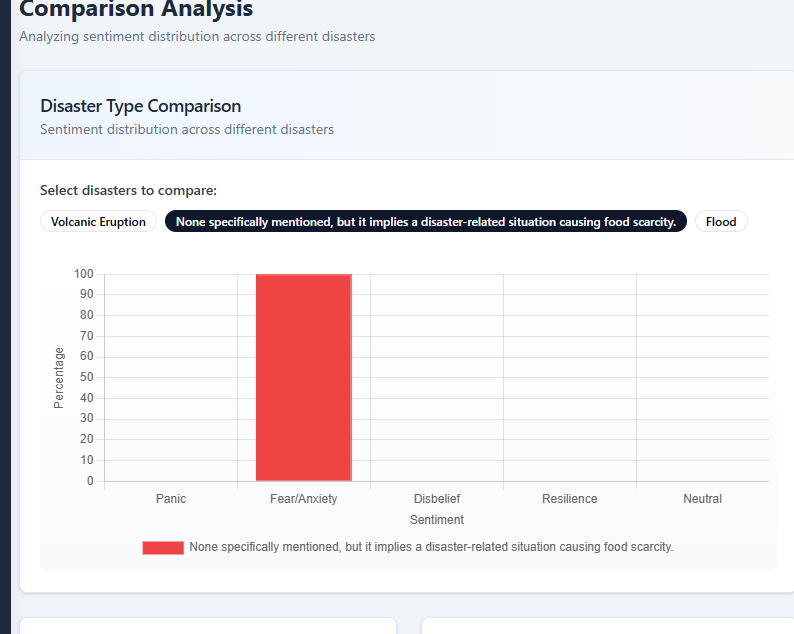 Comparison Analysis
Analyzing sentiment distribution across different disasters
Disaster Type Comparison
Sentiment distribution across different disasters
Select disasters to compare:
Volcanic Eruption
None specifically mentioned, but it implies a disaster-related situation causing food scarcity.
Flood
100
90
80
70
60
50
40
30
20
10
0
Percentage
Panic
Fear/Anxiety
Disbelief
Resilience
Neutral
Sentiment
None specifically mentioned, but it implies a disaster-related situation causing food scarcity.